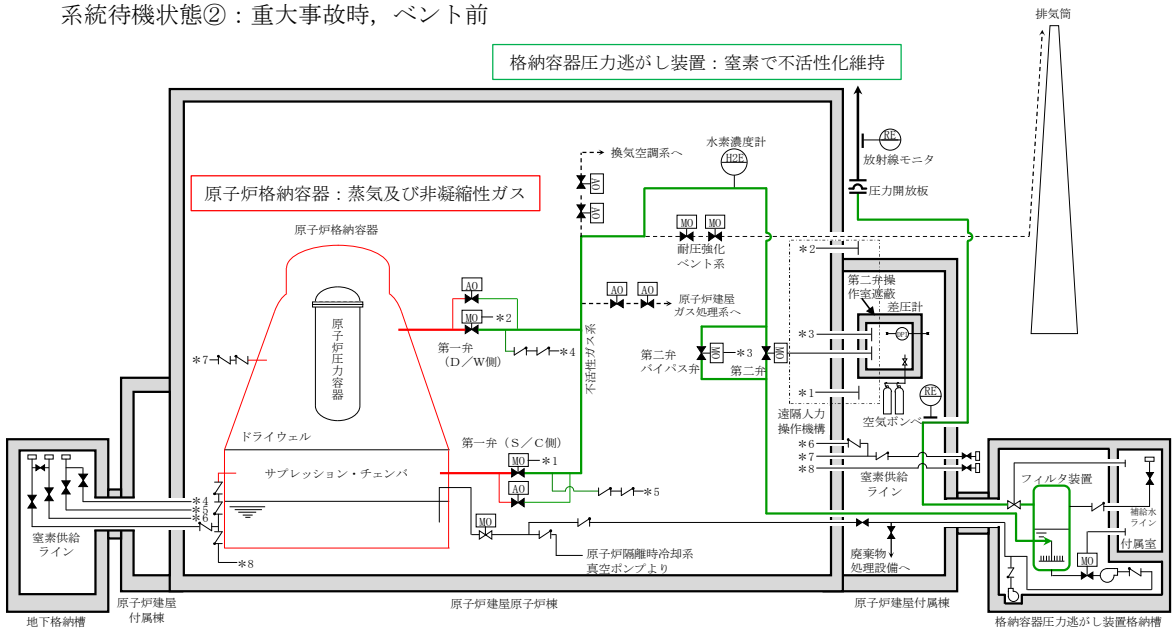 系統待機状態②:重大事故時,ベント前
排気筒
格納容器圧力逃がし装置:窒素で不活性化維持
水素濃度計
H2E
RE
放射線モニタ
換気空調系へ
AO
AO
圧力開放板
原子炉格納容器:蒸気及び非凝縮性ガス
原子炉格納容器
MO
MO
耐圧強化
ベント系
*2
第二弁操
作室遮蔽
差圧計
DPI
AO
MO
*2
AO
AO
原子炉建屋
ガス処理系へ
原子炉圧力容器
*3
*4
第一弁
(D/W側)
不活性ガス系
第二弁
バイパス弁
MO
*3
第二弁
MO
*7
*1
RE
遠隔人力
操作機構
空気ボンベ
ドライウェル
第一弁(S/C側)
*6
*7
*8
窒素供給
ライン
MO
*1
サプレッション・チェンバ
AO
*5
フィルタ装置
*4
*5
*6
補給水
ライン
付属室
窒素供給
ライン
MO
*8
原子炉隔離時冷却系
真空ポンプより
廃棄物
処理設備へ
MO
原子炉建屋
付属棟
原子炉建屋原子炉棟
原子炉建屋付属棟
地下格納槽
格納容器圧力逃がし装置格納槽